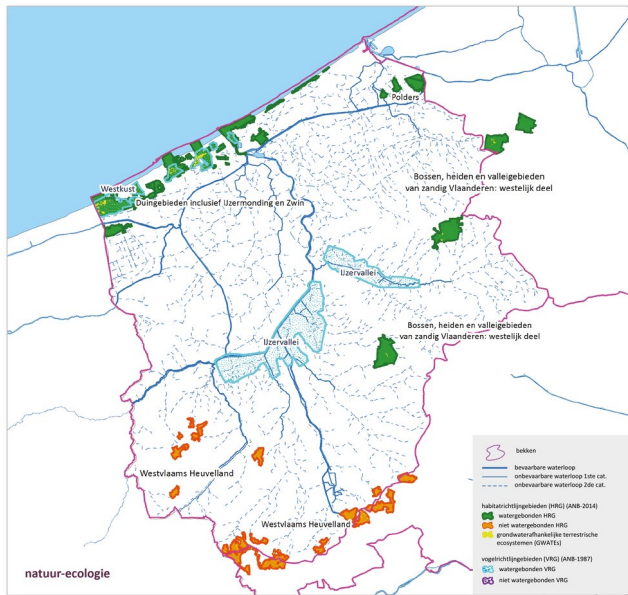 Polders
Bossen, heiden en valleigebieden
van zandig Vlaanderen: westelijk deel
Westkust
Duingebieden inclusief IJzermonding en Zwin
IJzervallei
IJzervallei
Bossen, heiden en valleigebieden
van zandig Vlaanderen: westelijk deel
Westvlaams Heuvelland
Westvlaams Heuvelland
bekken
bevaarbare waterloop
onbevaarbare waterloop 1ste cat.
onbevaarbare waterloop 2de cat.
habitatrichtlijngebieden (HRG) (ANB-2014)
watergebonden HRG
niet watergebonden HRG
grondwaterafhankelijke terrestrische
ecosystemen (GWATEs)
vogelrichtlijngebieden (VRG) (ANB-1987)
watergebonden VRG
niet watergebonden VRG
natuur-ecologie